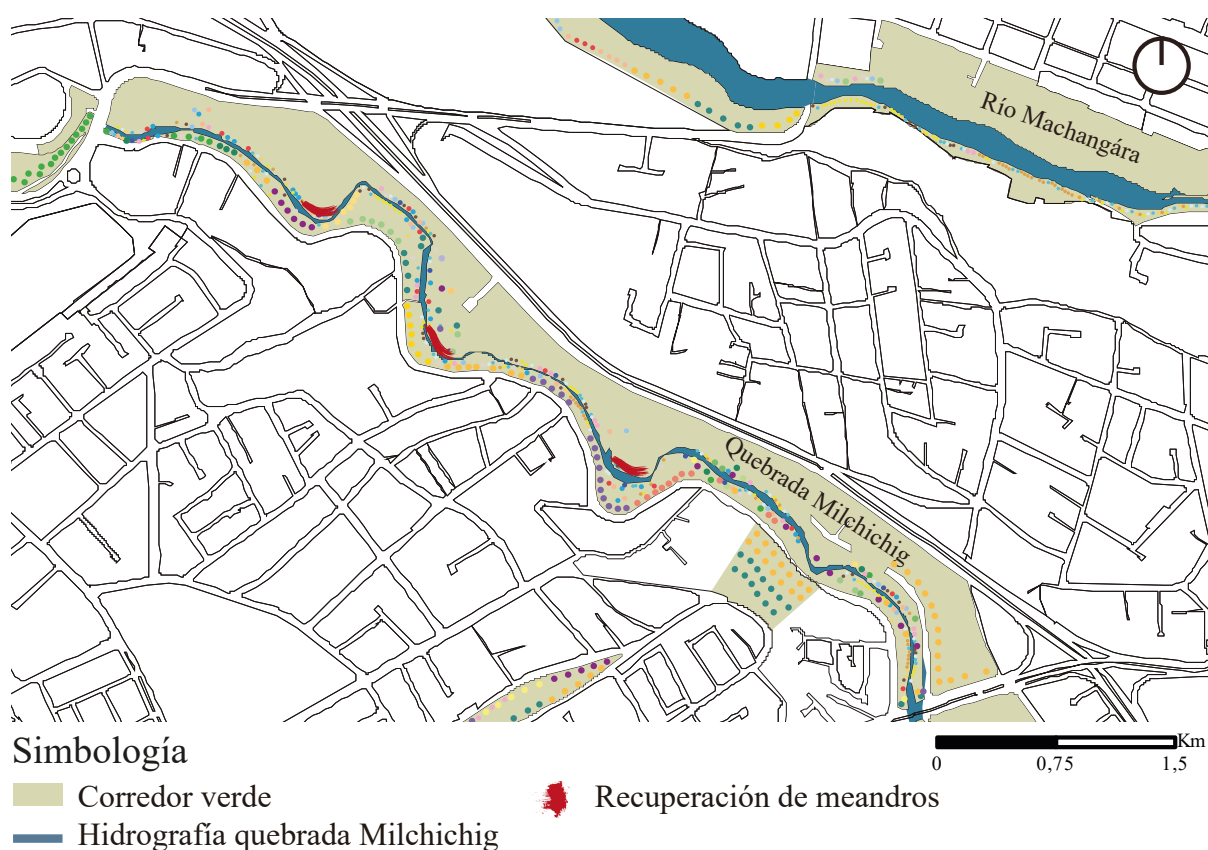 Río Machangára
Quebrada Milchichig
Simbología
Km
0 0,75 1,5
Corredor verde
Recuperación de meandros
Hidrografía quebrada Milchichig